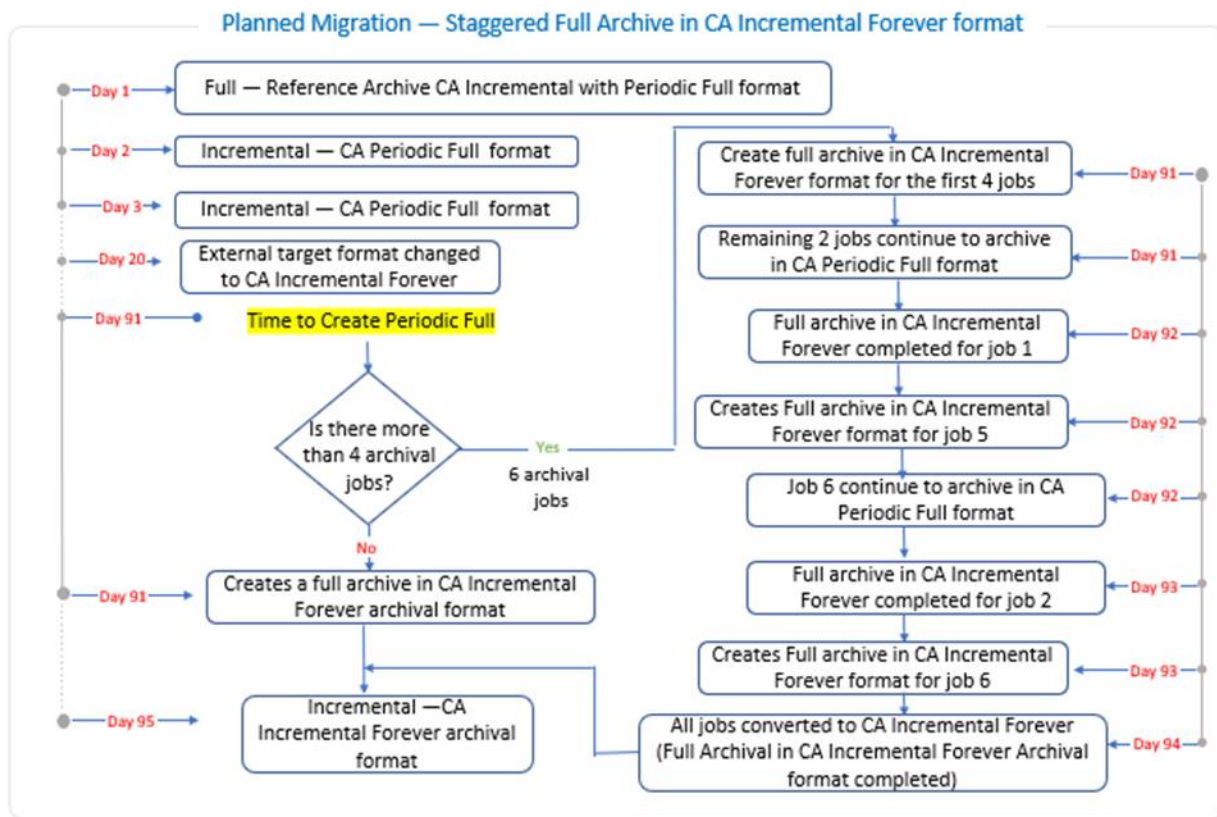 Planned Migration — Staggered Full Archive in CA Incremental Forever format
Day 1
Full — Reference Archive CA Incremental with Periodic Full format
Day 2
Incremental — CA Periodic Full format
Day 3
Incremental — CA Periodic Full format
Day 20
External target format changed
to CA Incremental Forever
Day 91
Time to Create Periodic Full
Is there more
than 4 archival
jobs?
Yes
6 archival
jobs
No
Day 91
Creates a full archive in CA Incremental
Forever archival format
Day 95
Incremental —CA
Incremental Forever archival
format
Create full archive in CA Incremental
Forever format for the first 4 jobs
Day 91
Remaining 2 jobs continue to archive
in CA Periodic Full format
Day 91
Full archive in CA Incremental
Forever completed for job 1
Day 92
Creates Full archive in CA Incremental
Forever format for job 5
Day 92
Job 6 continue to archive in CA
Periodic Full format
Day 92
Full archive in CA Incremental
Forever completed for job 2
Day 93
Creates Full archive in CA Incremental
Forever format for job 6
Day 93
All jobs converted to CA Incremental Forever
(Full Archival in CA Incremental Forever Archival
format completed)
Day 94